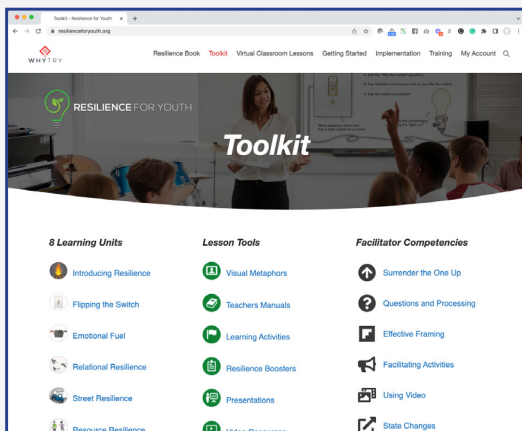 Toolkit - Resilience for Youth
resilienceforyouth.org
WHYTRY
Resilience Book Toolkit Virtual Classroom Lessons Getting Started Implementation Training My Account
RESILIENCE FOR YOUTH
Toolkit
8 Learning Units
Introducing Resilience
Flipping the Switch
Emotional Fuel
Relational Resilience
Street Resilience
Resource Resilience
Lesson Tools
Visual Metaphors
Teachers Manuals
Learning Activities
Resilience Boosters
Presentations
Video Resources
Facilitator Competencies
Surrender the One Up
Questions and Processing
Effective Framing
Facilitating Activities
Using Video
State Changes